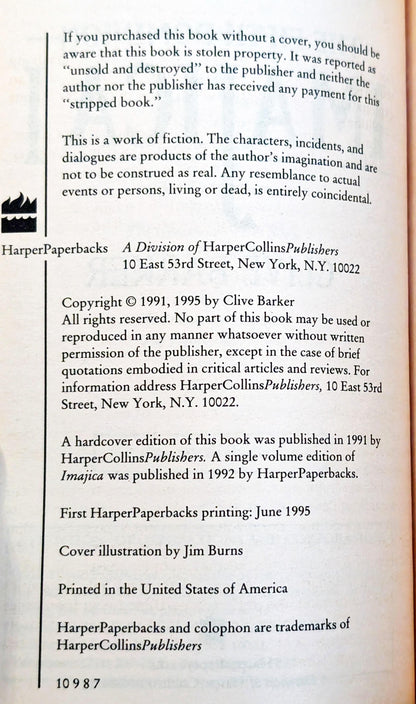 If you purchased this book without a cover, you should be
aware that this book is stolen property. It was reported as
“unsold and destroyed” to the publisher and neither the
author nor the publisher has received any payment for this
“stripped book.”
This is a work of fiction. The characters, incidents, and
dialogues are products of the author's imagination and are
not to be construed as real. Any resemblance to actual
events or persons, living or dead, is entirely coincidental.
HarperPaperbacks A Division of HarperCollinsPublishers
10 East 53rd Street, New York, N.Y. 10022
Copyright © 1991, 1995 by Clive Barker
All rights reserved. No part of this book may be used or
reproduced in any manner whatsoever without written
permission of the publisher, except in the case of brief
quotations embodied in critical articles and reviews. For
information address HarperCollinsPublishers, 10 East 53rd
Street, New York, N.Y. 10022.
A hardcover edition of this book was published in 1991 by
HarperCollinsPublishers. A single volume edition of
Imajica was published in 1992 by HarperPaperbacks.
First HarperPaperbacks printing: June 1995
Cover illustration by Jim Burns
Printed in the United States of America
HarperPaperbacks and colophon are trademarks of
HarperCollinsPublishers
10 9 8 7